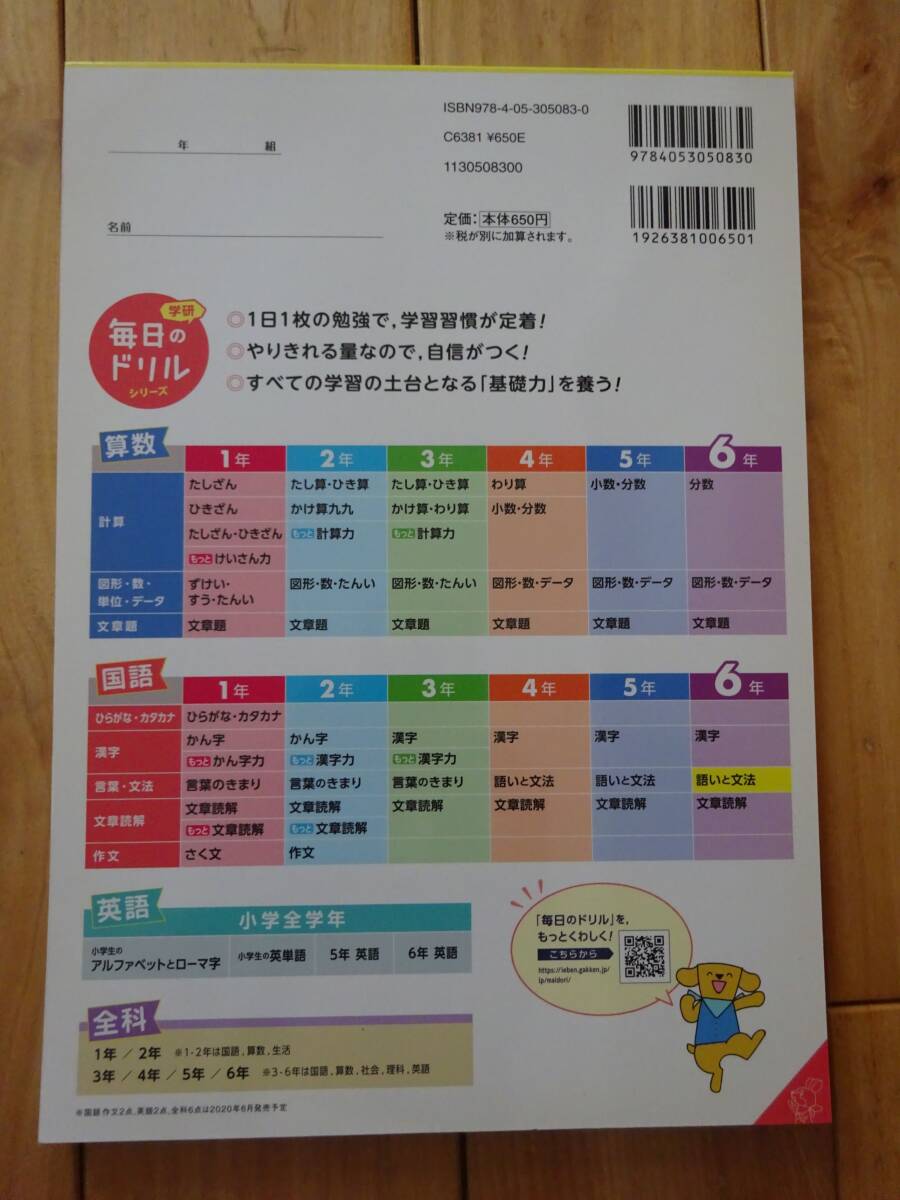 ISBN978-4-05-305083-0
C6381 ¥650E
1130508300
9784053050830
定価：本体650円
※税が別に加算されます。
1926381006501
年 組
名前
学研
毎日の
ドリル
シリーズ
◎1日1枚の勉強で，学習習慣が定着！
◎やりきれる量なので，自信がつく！
◎すべての学習の土台となる「基礎力」を養う！
算数
1年 2年 3年 4年 5年 6年
計算
たしざん たし算・ひき算 たし算・ひき算 わり算 小数・分数 分数
ひきざん かけ算九九 かけ算・わり算 小数・分数
たしざん・ひきざん もっと計算力 もっと計算力
もっとけいさん力
図形・数・単位・データ
ずけい・すう・たんい 図形・数・たんい 図形・数・たんい 図形・数・データ 図形・数・データ 図形・数・データ
文章題 文章題 文章題 文章題 文章題 文章題 文章題
国語
1年 2年 3年 4年 5年 6年
ひらがな・カタカナ ひらがな・カタカナ
漢字 かん字 かん字 漢字 漢字 漢字 漢字
もっとかん字力 もっと漢字力 もっと漢字力
言葉・文法 言葉のきまり 言葉のきまり 言葉のきまり 語いと文法 語いと文法 語いと文法
文章読解 文章読解 文章読解 文章読解 文章読解 文章読解 文章読解
もっと文章読解 もっと文章読解
作文 さく文 作文
英語
小学全学年
小学生のアルファベットとローマ字 小学生の英単語 5年 英語 6年 英語
「毎日のドリル」を，
もっとくわしく！
こちらから
https://ieben.gakken.jp/
lp/maidori/
全科
1年 ／ 2年 ※1-2年は国語，算数，生活
3年 ／ 4年 ／ 5年 ／ 6年 ※3-6年は国語，算数，社会，理科，英語
※国語 作文2点，英語2点，全科6点は2020年6月発売予定